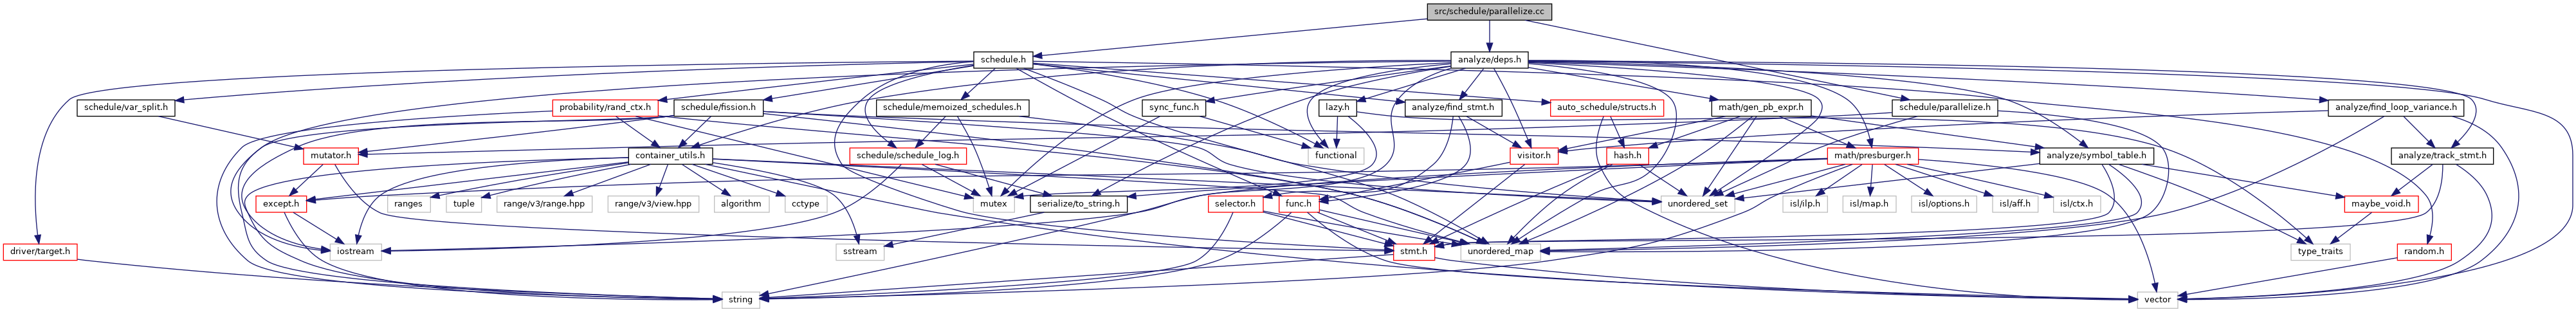 src/schedule/parallelize.cc
schedule.h
analyze/deps.h
schedule/var_split.h
probability/rand_ctx.h
schedule/fission.h
schedule/memoized_schedules.h
sync_func.h
lazy.h
analyze/find_stmt.h
auto_schedule/structs.h
math/gen_pb_expr.h
schedule/parallelize.h
analyze/find_loop_variance.h
mutator.h
container_utils.h
schedule/schedule_log.h
functional
visitor.h
hash.h
math/presburger.h
analyze/symbol_table.h
analyze/track_stmt.h
except.h
ranges
tuple
range/v3/range.hpp
range/v3/view.hpp
algorithm
cctype
mutex
serialize/to_string.h
selector.h
func.h
unordered_set
isl/ilp.h
isl/map.h
isl/options.h
isl/aff.h
isl/ctx.h
maybe_void.h
driver/target.h
iostream
sstream
stmt.h
unordered_map
type_traits
random.h
string
vector